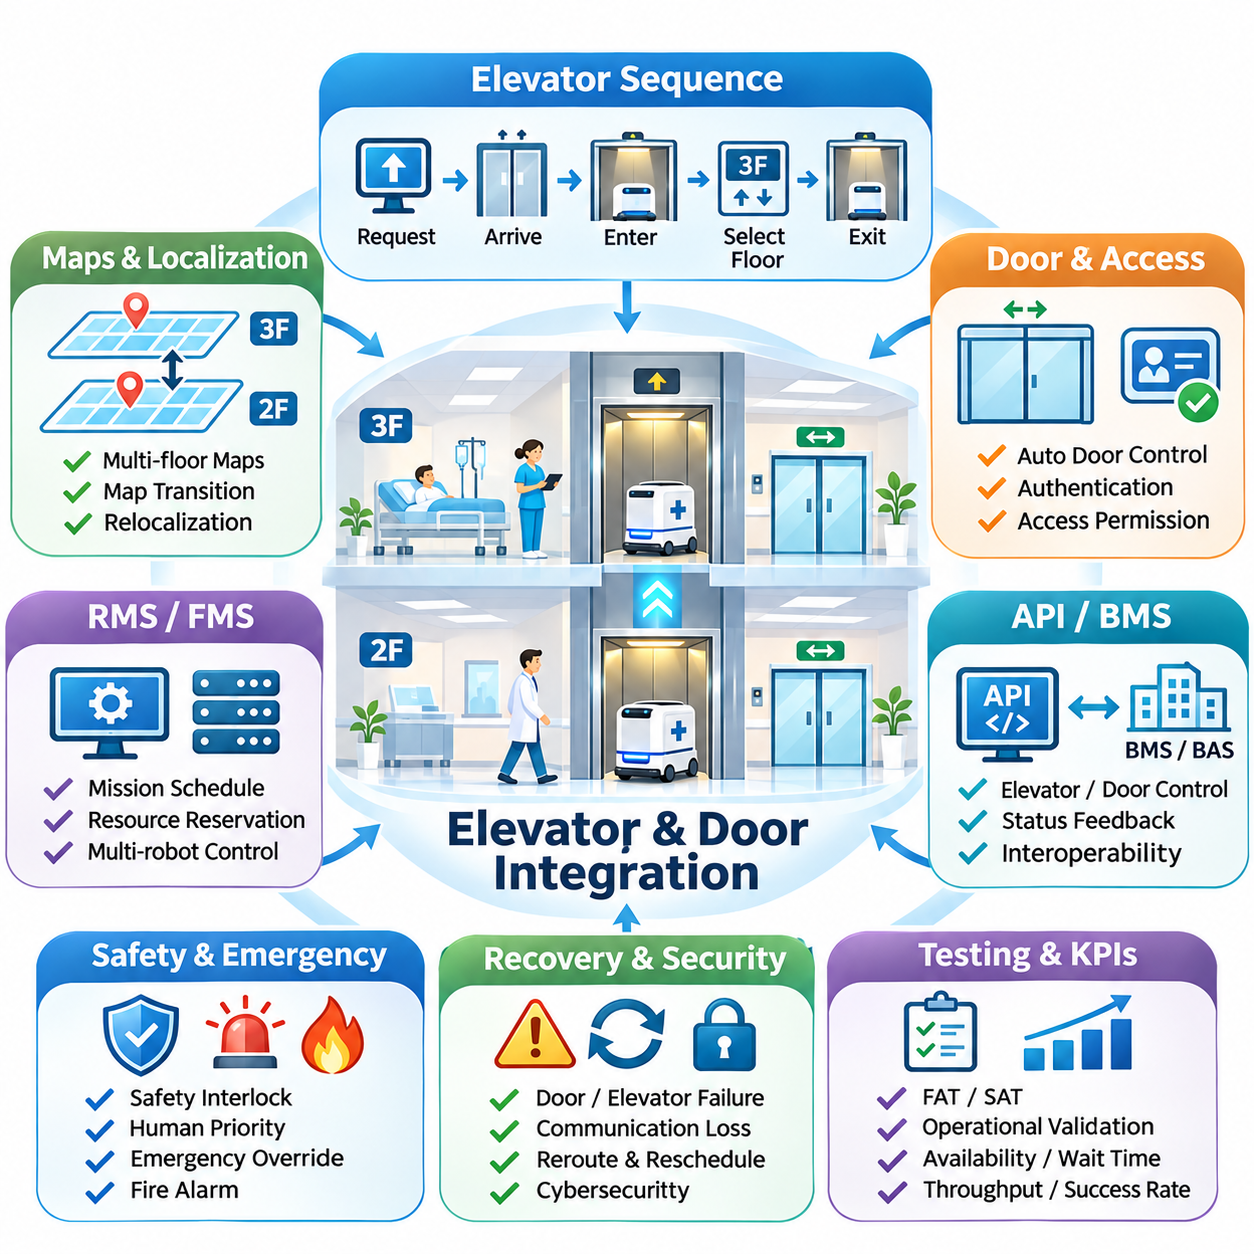 Elevator Sequence
3F
Request
Arrive
Enter
Select
Floor
Exit
Maps & Localization
3F
2F
Multi-floor Maps
Map Transition
Relocalization
Door & Access
Auto Door Control
Authentication
Access Permission
3F
2F
Elevator & Door
Integration
RMS / FMS
Mission Schedule
Resource Reservation
Multi-robot Control
API / BMS
API
</>
BMS / BAS
Elevator / Door Control
Status Feedback
Interoperability
Safety & Emergency
Safety Interlock
Human Priority
Emergency Override
Fire Alarm
Recovery & Security
Door / Elevator Failure
Communication Loss
Reroute & Reschedule
Cybersecuritty
Testing & KPIs
FAT / SAT
Operational Validation
Availability / Wait Time
Throughput / Success Rate